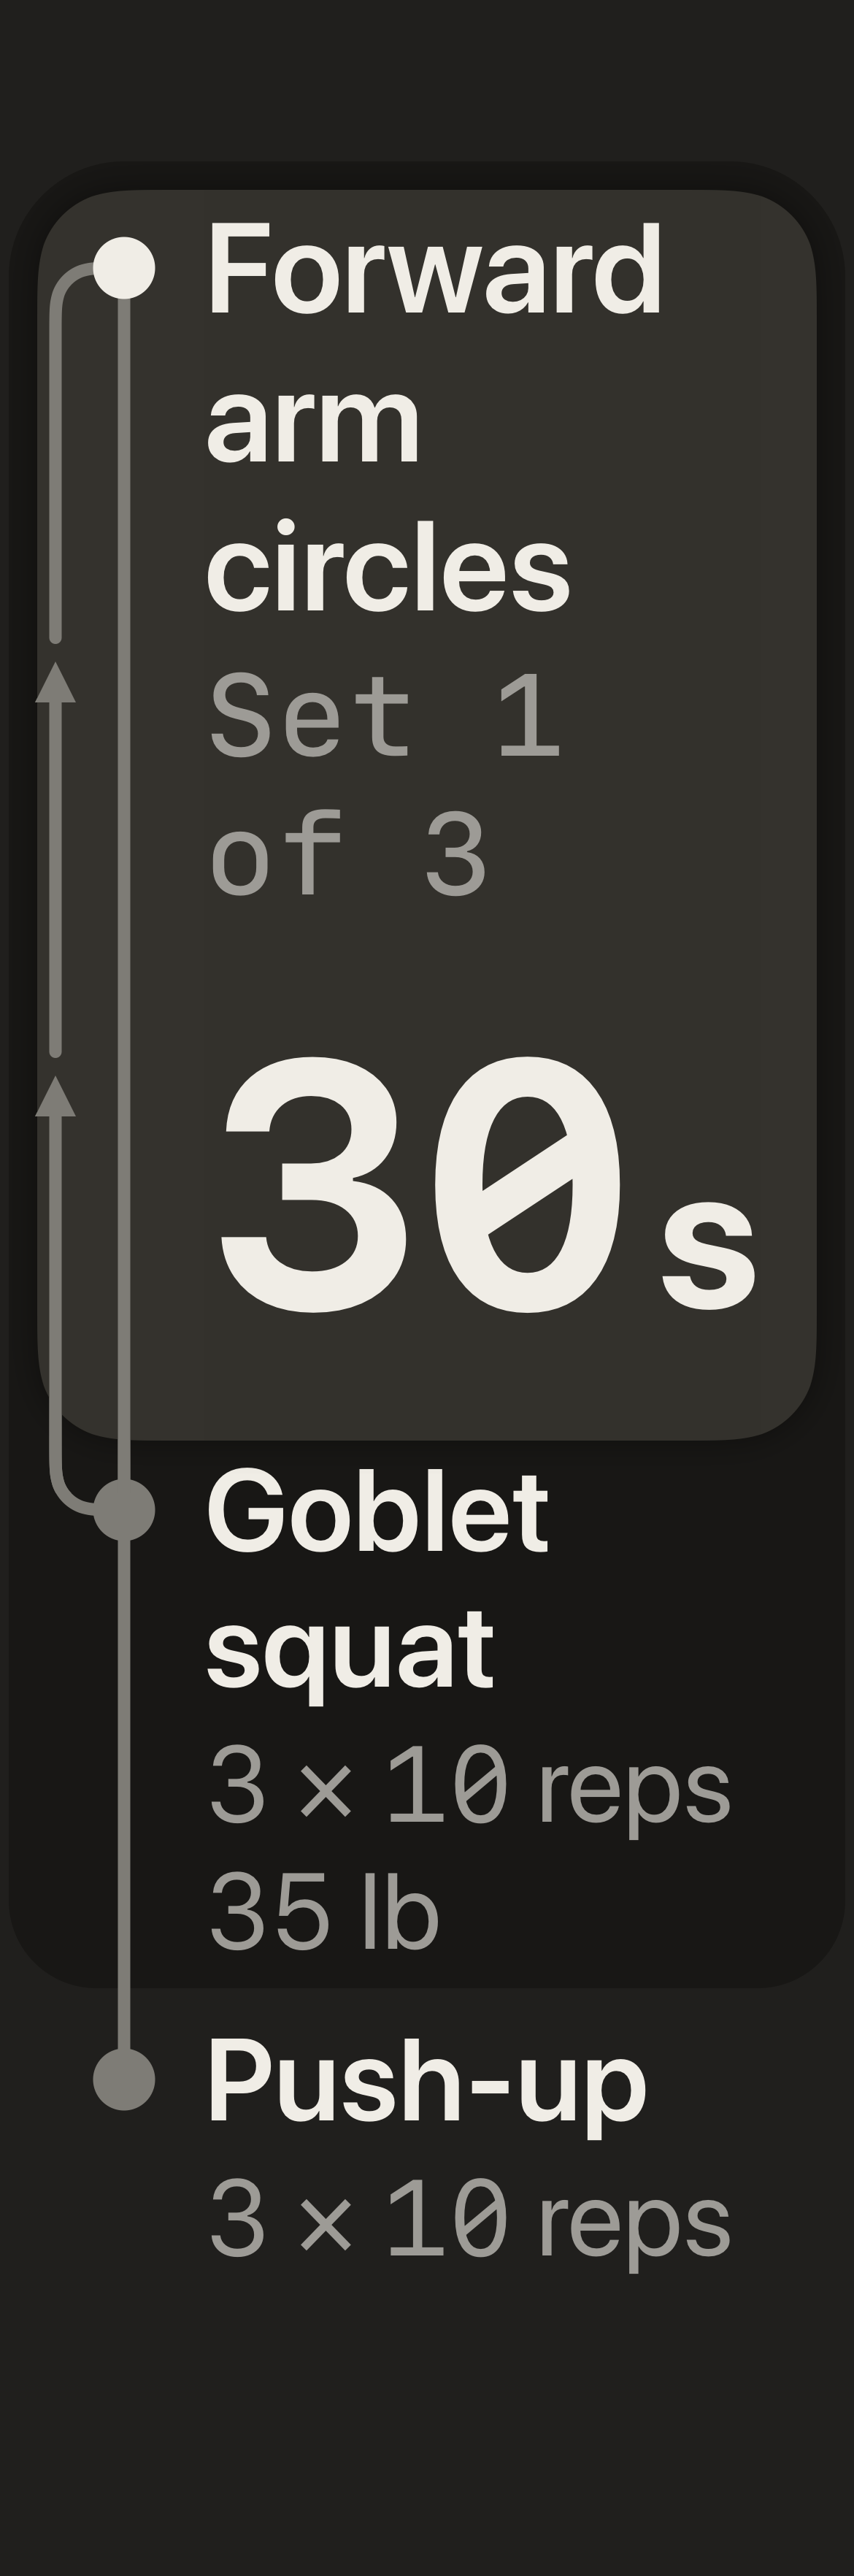 Forward
arm
circles
Set 1
of 3
30s
Goblet
squat
3 × 10 reps
35 lb
Push-up
3 × 10 reps